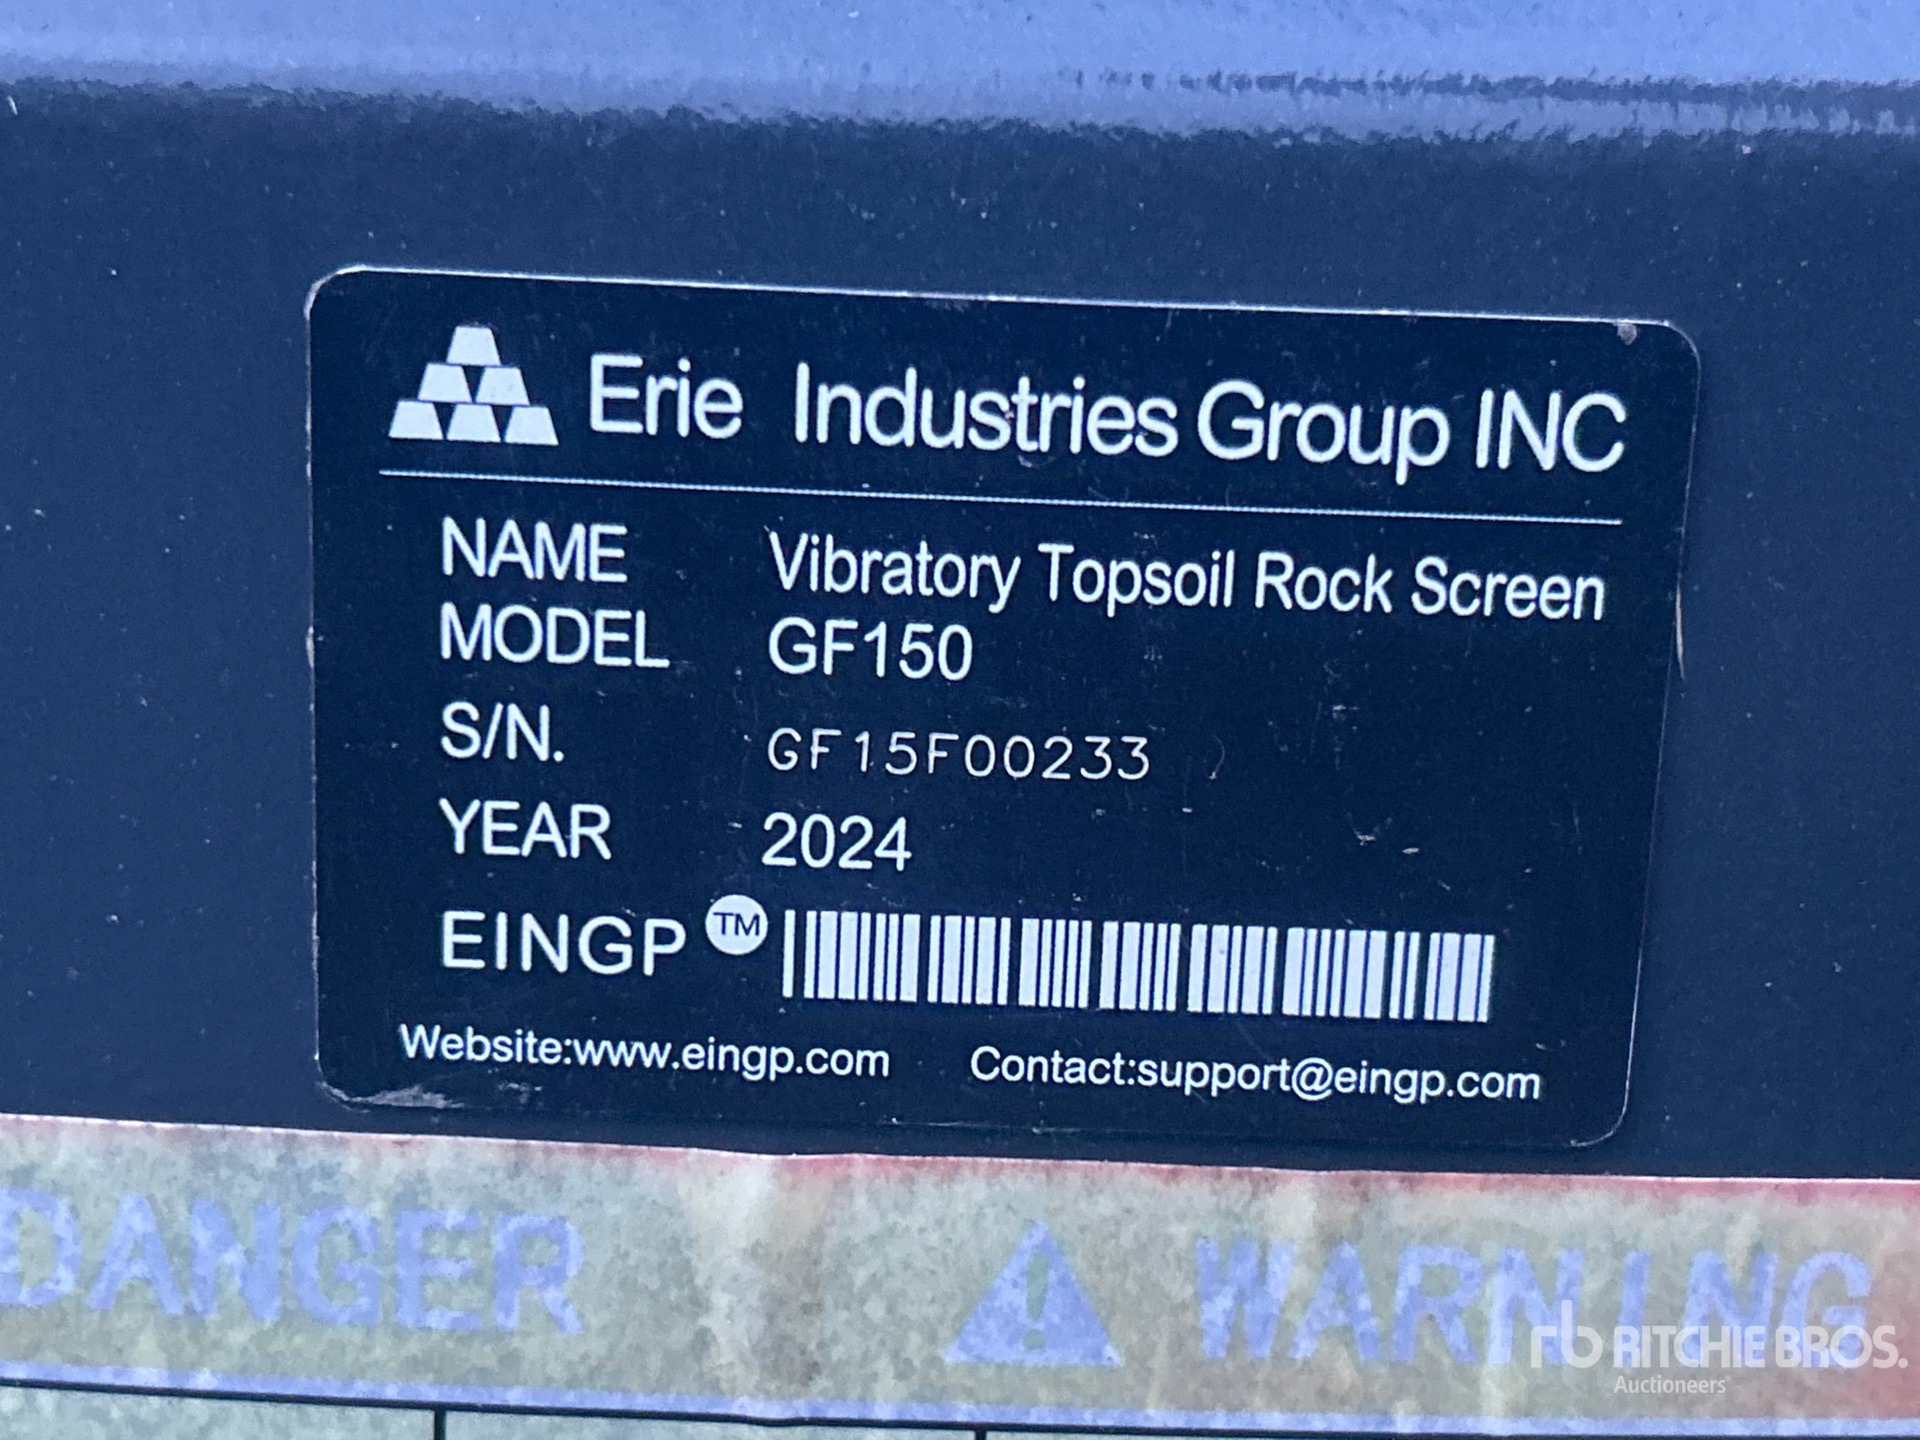 Erie Industries Group INC
NAME Vibratory Topsoil Rock Screen
MODEL GF150
S/N. GF15F00233
YEAR 2024
EINGP TM
Website:www.eingp.com Contact:support@eingp.com
DANGER WARNING
rb RITCHIE BROS.
Auctioneers